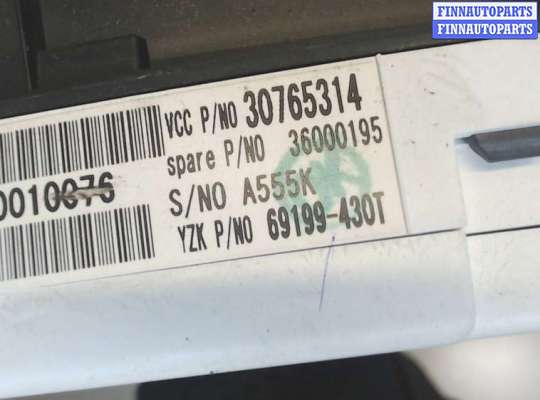 FINNAUTOPARTS
FINNAUTOPARTS
VCC P/NO 30765314
spare P/NO 36000195
S/NO A555K
YZK P/NO 69199-430T